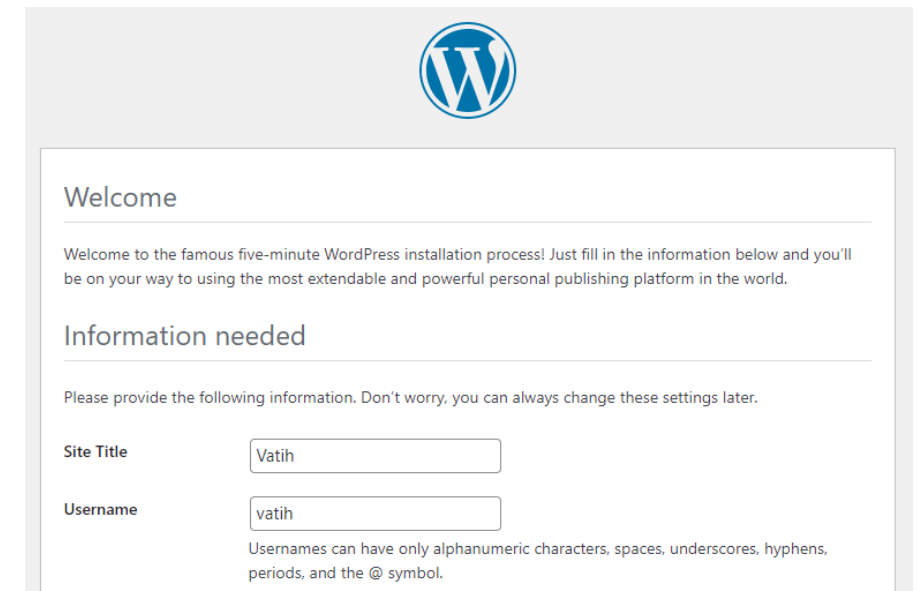 Welcome
Welcome to the famous five-minute WordPress installation process! Just fill in the information below and you’ll
be on your way to using the most extendable and powerful personal publishing platform in the world.
Information needed
Please provide the following information. Don’t worry, you can always change these settings later.
Site Title
Vatih
Username
vatih
Usernames can have only alphanumeric characters, spaces, underscores, hyphens,
periods, and the @ symbol.